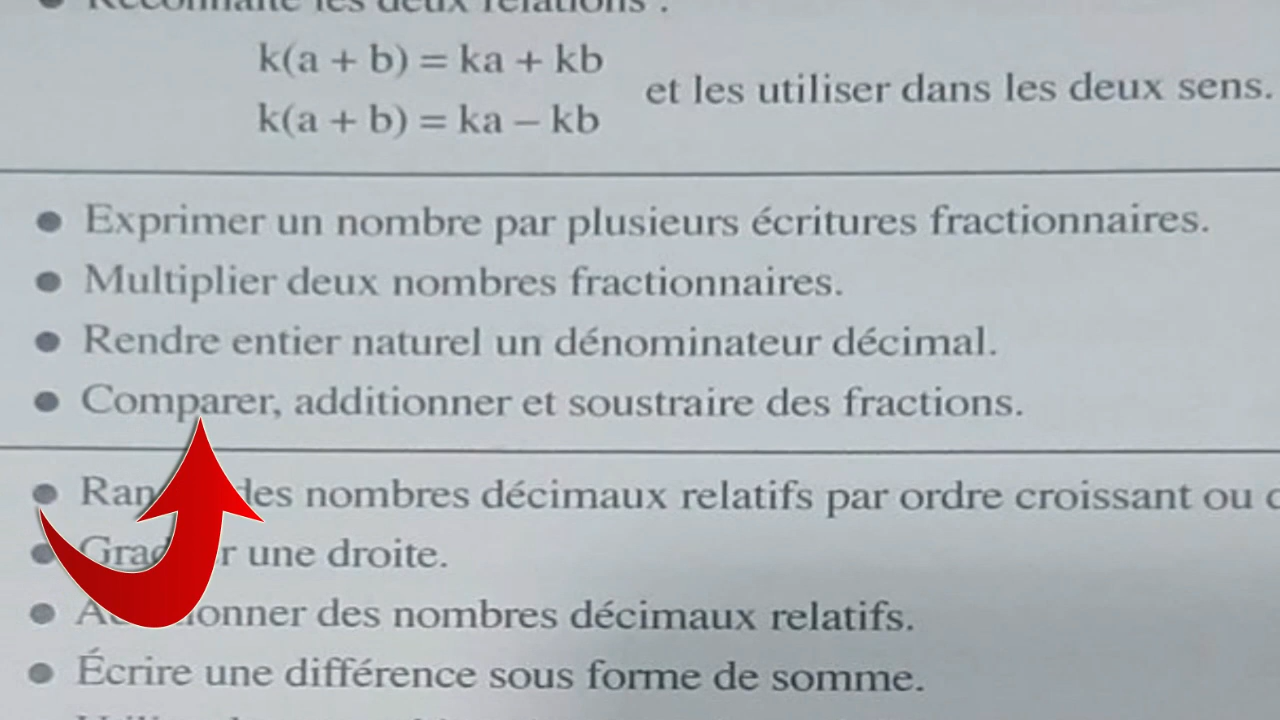 k(a + b) = ka + kb
et les utiliser dans les deux sens.
k(a + b) = ka – kb
• Exprimer un nombre par plusieurs écritures fractionnaires.
• Multiplier deux nombres fractionnaires.
• Rendre entier naturel un dénominateur décimal.
• Comparer, additionner et soustraire des fractions.
• des nombres décimaux relatifs par ordre croissant ou
• une droite.
• des nombres décimaux relatifs.
• Écrire une différence sous forme de somme.